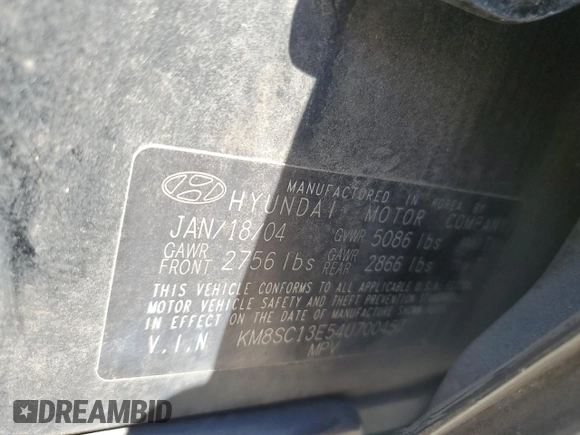 MANUFACTURED IN KOREA BY
HYUNDAI MOTOR COMPANY
JAN/18/04 GVWR 5086 lbs
GAWR FRONT 2756 lbs GAWR REAR 2866 lbs
THIS VEHICLE CONFORMS TO ALL APPLICABLE U.S.A.
MOTOR VEHICLE SAFETY AND THEFT PREVENTION STANDARDS
IN EFFECT ON THE DATE OF MANUFACTURE
V.I.N KM8SC13E54U700457
MPV
DREAMBID